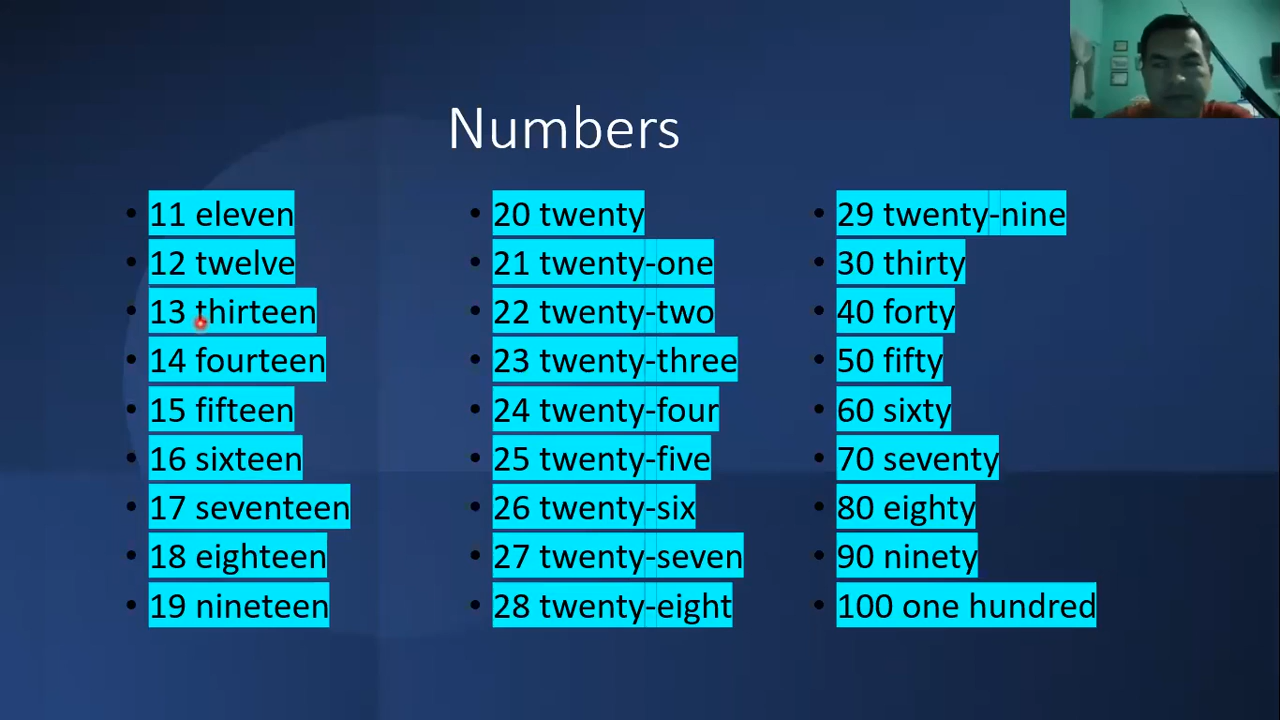 Numbers
• 11 eleven
• 12 twelve
• 13 thirteen
• 14 fourteen
• 15 fifteen
• 16 sixteen
• 17 seventeen
• 18 eighteen
• 19 nineteen
• 20 twenty
• 21 twenty-one
• 22 twenty-two
• 23 twenty-three
• 24 twenty-four
• 25 twenty-five
• 26 twenty-six
• 27 twenty-seven
• 28 twenty-eight
• 29 twenty-nine
• 30 thirty
• 40 forty
• 50 fifty
• 60 sixty
• 70 seventy
• 80 eighty
• 90 ninety
• 100 one hundred